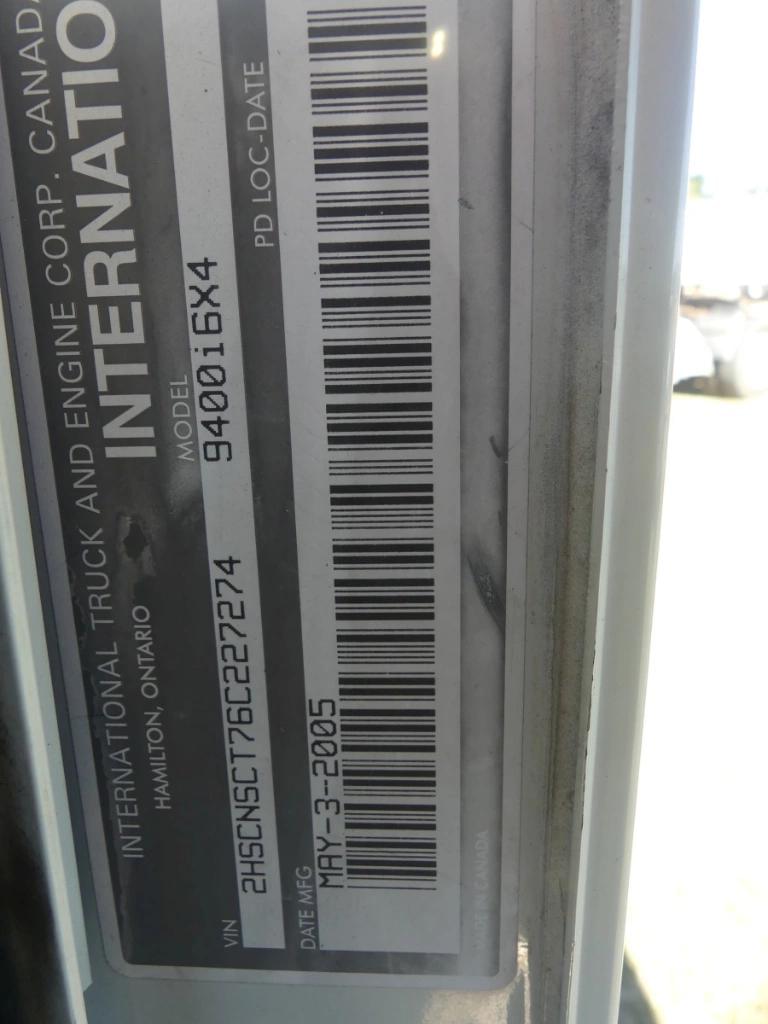 INTERNATIONAL TRUCK AND ENGINE CORP. CANADA
INTERNATIO
HAMILTON, ONTARIO
MODEL
VIN
2HSCNSCT76C227274 9400i6X4
DATE MFG PD LOC-DATE
MAY-3-2005
MADE IN CANADA